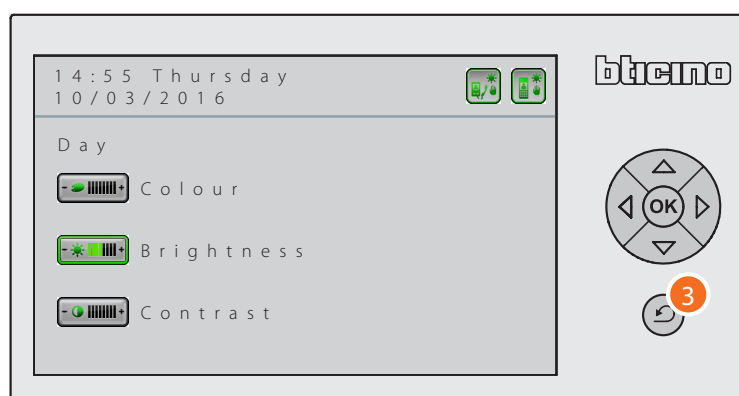 14:55 Thursday
10/03/2016
bticino
Day
- + Colour
- + Brightness
- + Contrast
OK
3